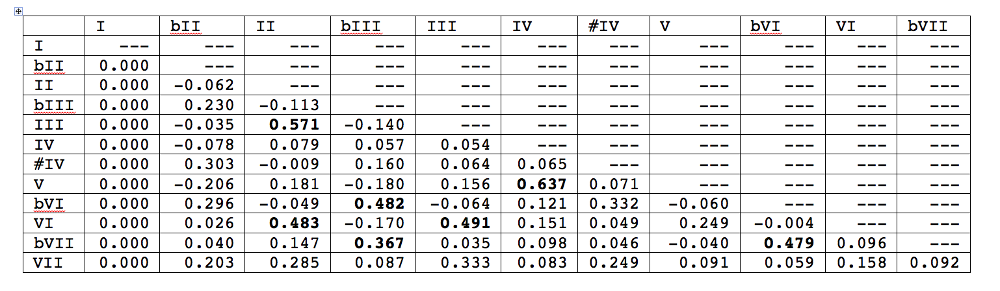 I bII II bIII III IV #IV V bVI VI bVII
I --- --- --- --- --- --- --- --- --- --- ---
bII 0.000 --- --- --- --- --- --- --- --- --- ---
II 0.000 -0.062 --- --- --- --- --- --- --- --- ---
bIII 0.000 0.230 -0.113 --- --- --- --- --- --- --- ---
III 0.000 -0.035 0.571 -0.140 --- --- --- --- --- --- ---
IV 0.000 -0.078 0.079 0.057 0.054 --- --- --- --- --- ---
#IV 0.000 0.303 -0.009 0.160 0.064 0.065 --- --- --- --- ---
V 0.000 -0.206 0.181 -0.180 0.156 0.637 0.071 --- --- --- ---
bVI 0.000 0.296 -0.049 0.482 -0.064 0.121 0.332 -0.060 --- --- ---
VI 0.000 0.026 0.483 -0.170 0.491 0.151 0.049 0.249 -0.004 --- ---
bVII 0.000 0.040 0.147 0.367 0.035 0.098 0.046 -0.040 0.479 0.096 ---
VII 0.000 0.203 0.285 0.087 0.333 0.083 0.249 0.091 0.059 0.158 0.092